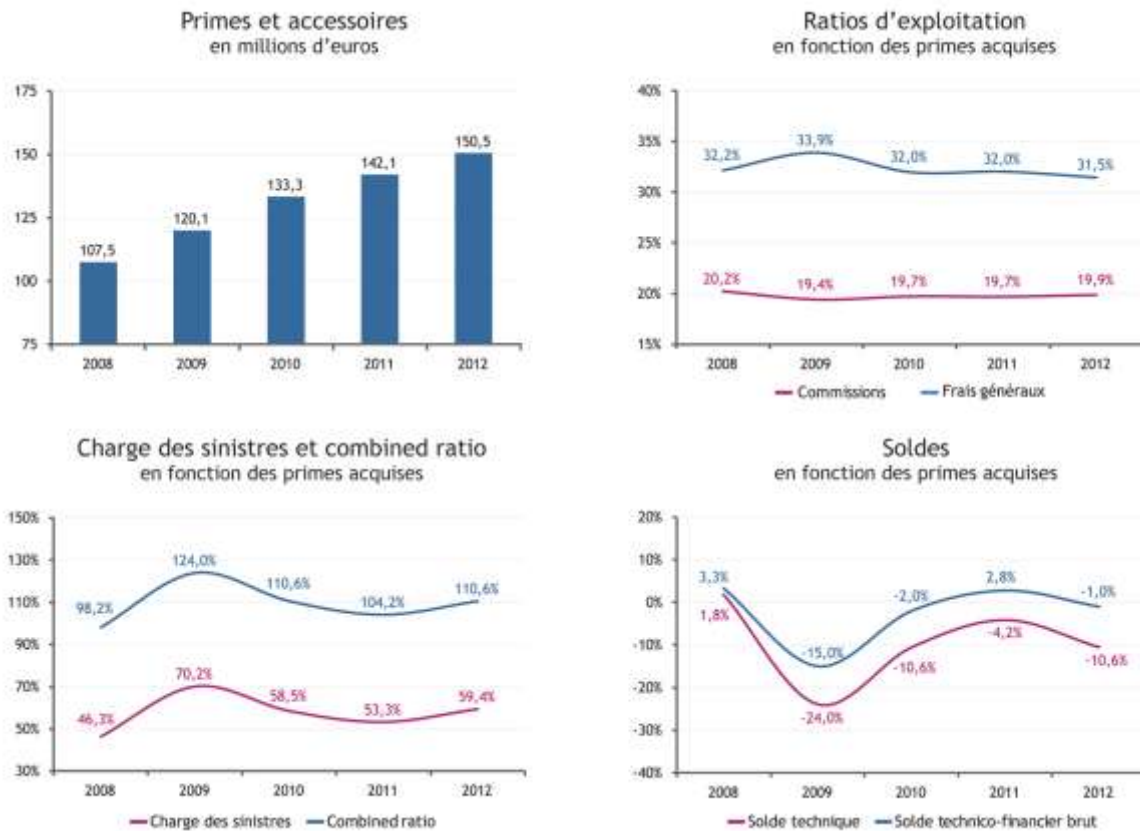 Primes et accessoires
en millions d'euros
175
150
125
100
75
107,5
120,1
133,3
142,1
150,5
2008 2009 2010 2011 2012
Ratios d'exploitation
en fonction des primes acquises
40%
35%
30%
25%
20%
15%
32,2% 33,9% 32,0% 32,0% 31,5%
20,2% 19,4% 19,7% 19,7% 19,9%
2008 2009 2010 2011 2012
Commissions Frais généraux
Charge des sinistres et combined ratio
en fonction des primes acquises
150%
130%
110%
90%
70%
50%
30%
98,2% 124,0% 110,6% 104,2% 110,6%
46,3% 70,2% 58,5% 53,3% 59,4%
2008 2009 2010 2011 2012
Charge des sinistres Combined ratio
Soldes
en fonction des primes acquises
20%
10%
0%
-10%
-20%
-30%
-40%
3,3% -15,0% -2,0% 2,8% -1,0%
1,8% -24,0% -10,6% -4,2% -10,6%
2008 2009 2010 2011 2012
Solde technique Solde technico-financier brut